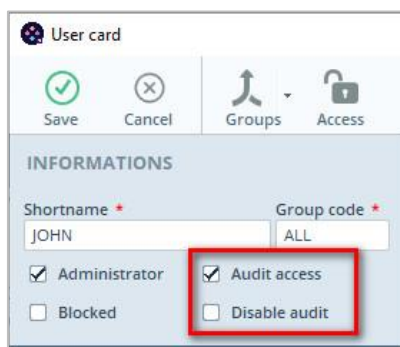 User card
Save Cancel Groups Access
INFORMATIONS
Shortname * Group code *
JOHN ALL
Administrator Audit access
Blocked Disable audit